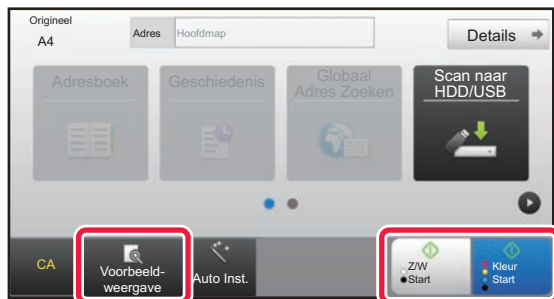 Origineel
A4
Adres
Hoofdmap
Details
Adresboek
Geschiedenis
Globaal
Adres Zoeken
Scan naar
HDD/USB
CA
Voorbeeld-
weergave
Auto Inst.
Z/W
Start
Kleur
Start